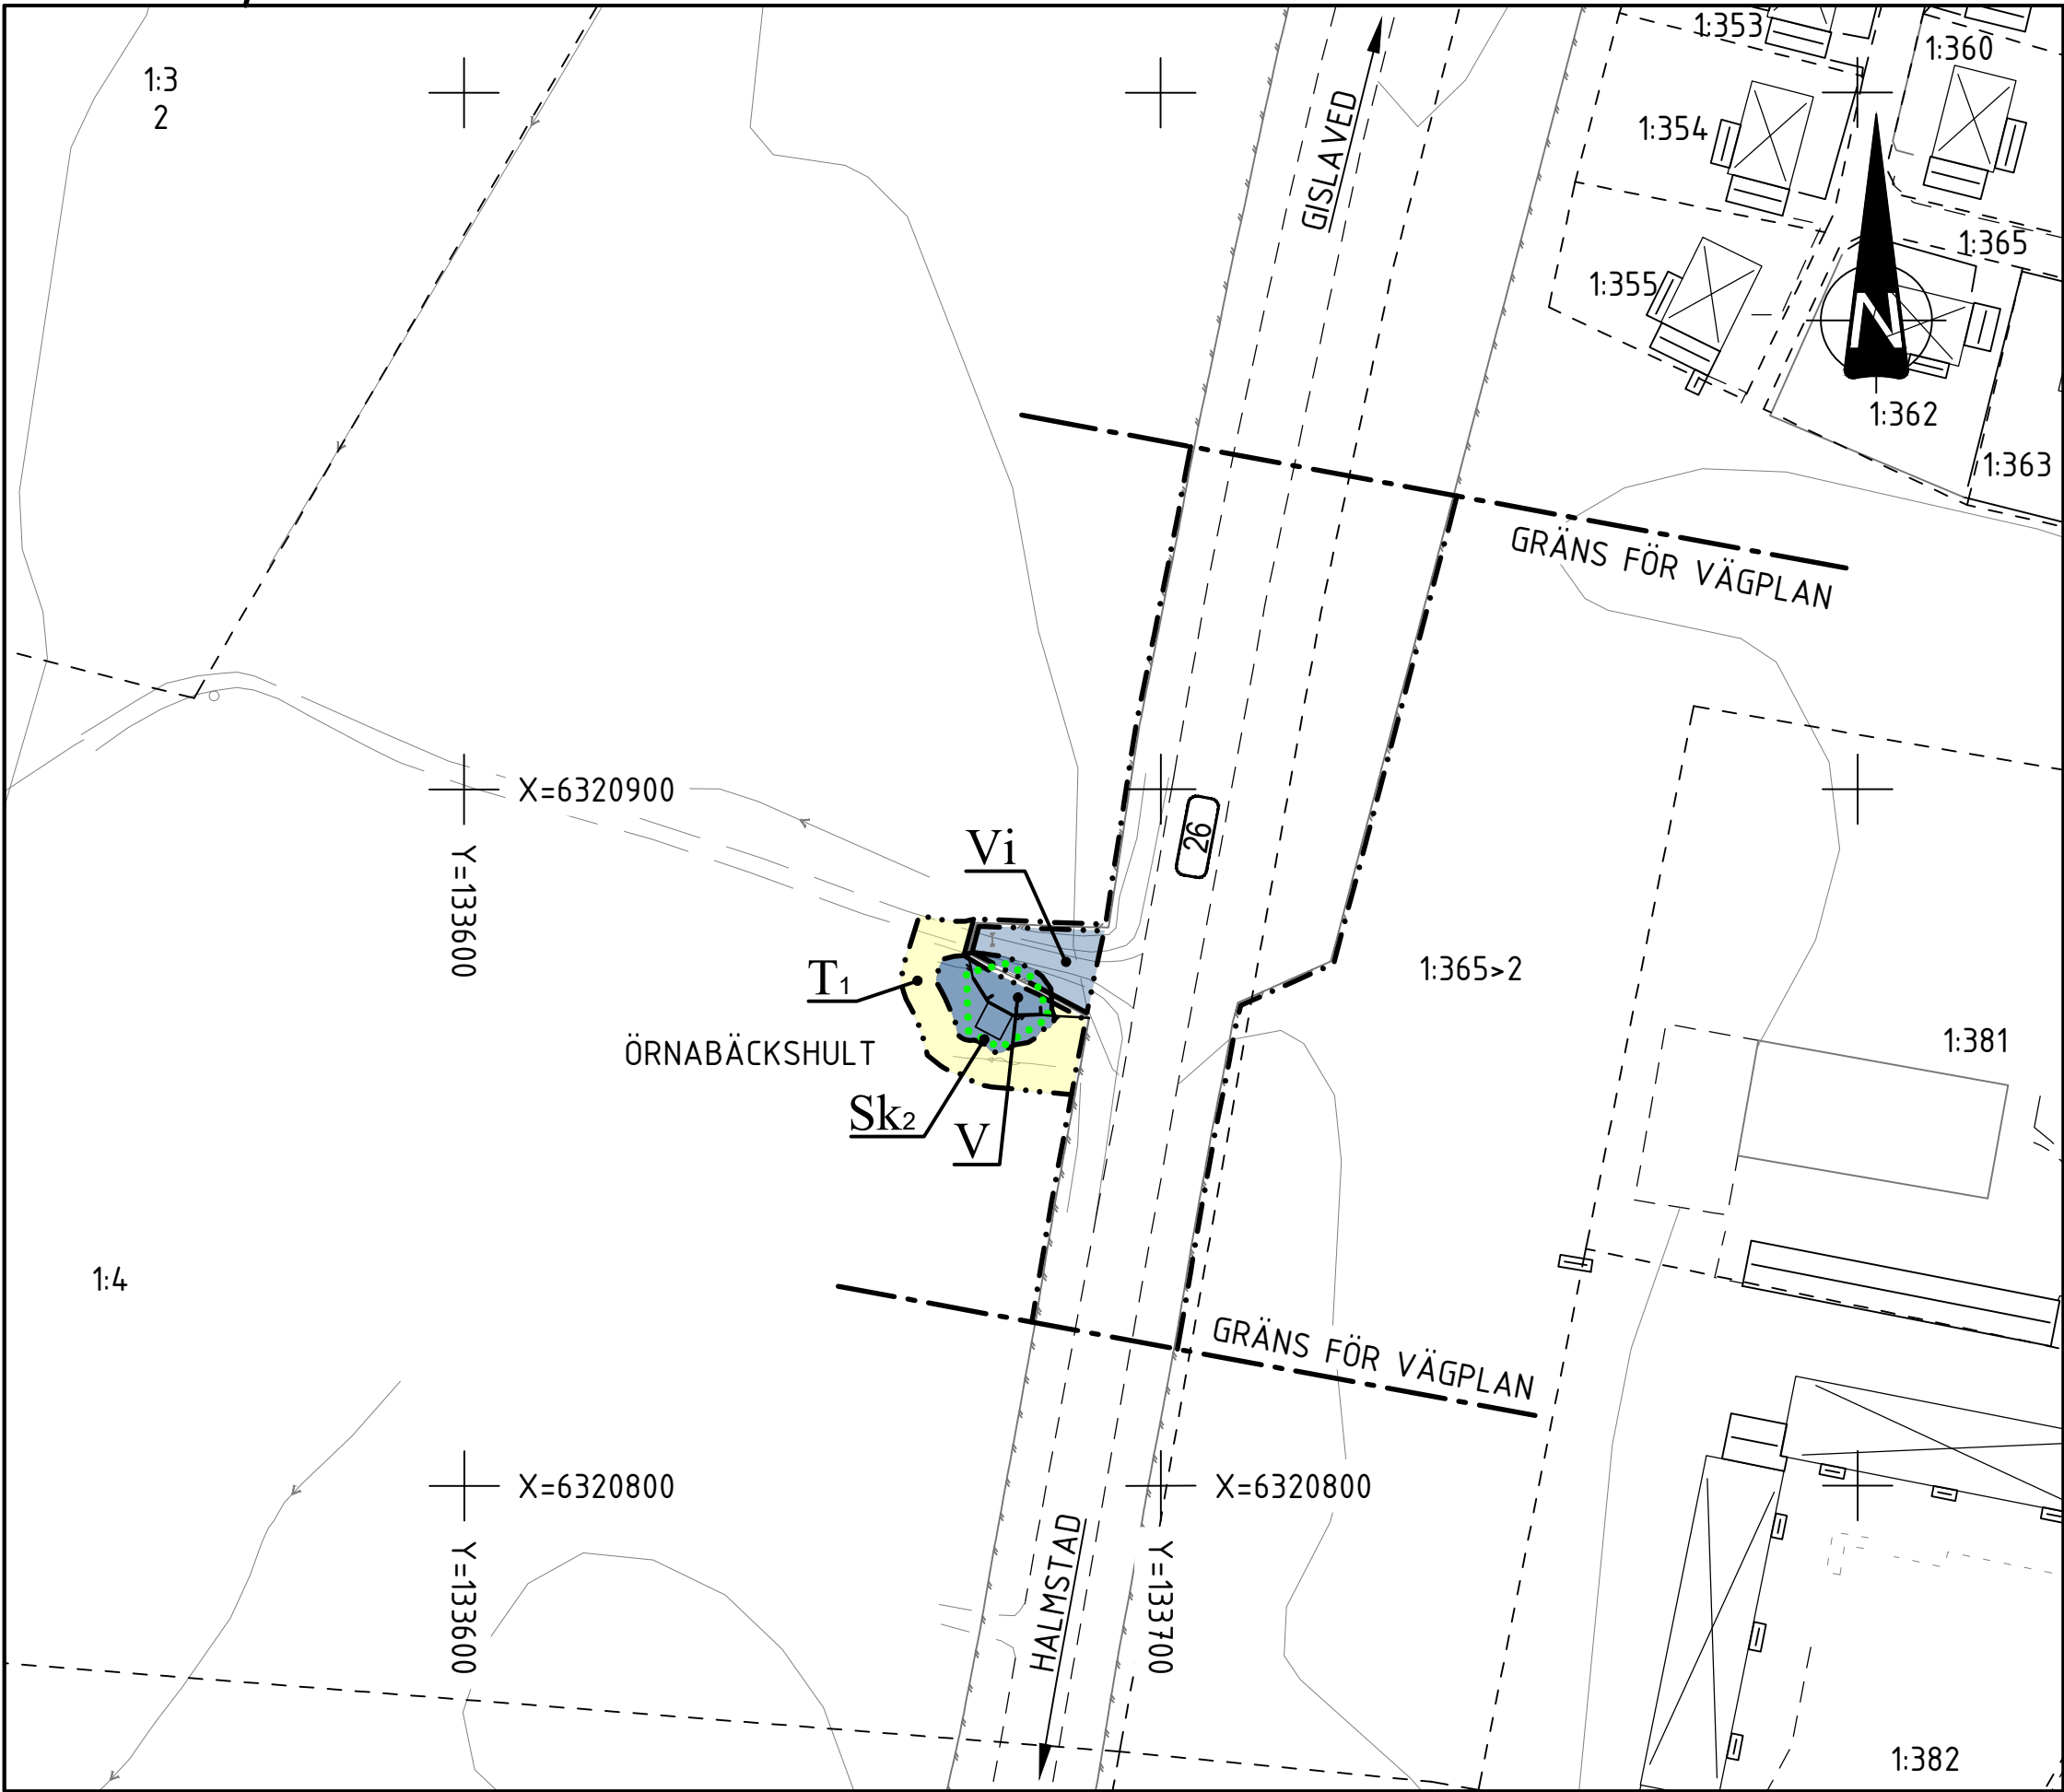 1:353
1:360
1:3
2
1:354
GISLAVED
1:365
1:355
N
1:362
1:363
GRÄNS FÖR VÄGPLAN
X=6320900
26
Vi
Y=133600
T1
1:365>2
ÖRNABÄCKSHULT
1:381
Sk2
V
1:4
GRÄNS FÖR VÄGPLAN
X=6320800
X=6320800
HALMSTAD
Y=133600
Y=133700
1:382